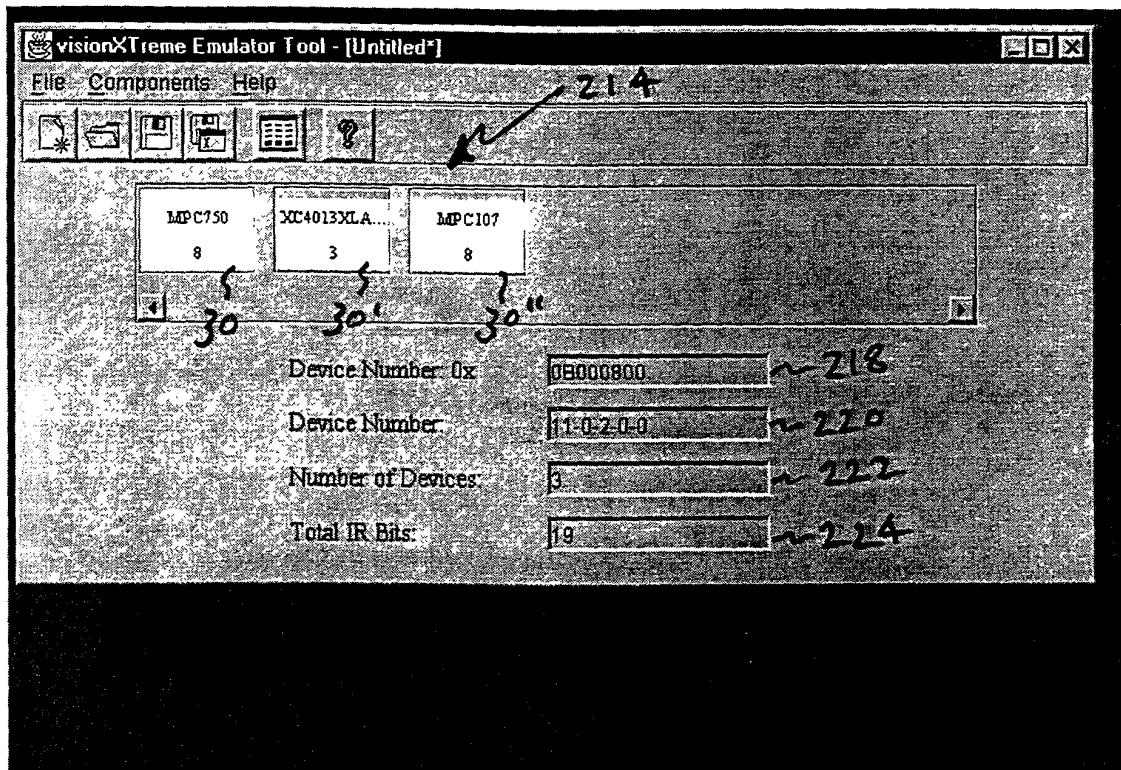 visionXTreme Emulator Tool - [Untitled*]
File Components Help
214
MPC750 XC4013XLA.... MPC107
8 3 8
30 30' 30"
Device Number: 0x 0B000800 218
Device Number: 11-0-2-0-0 220
Number of Devices: 3 222
Total IR Bits: 19 224